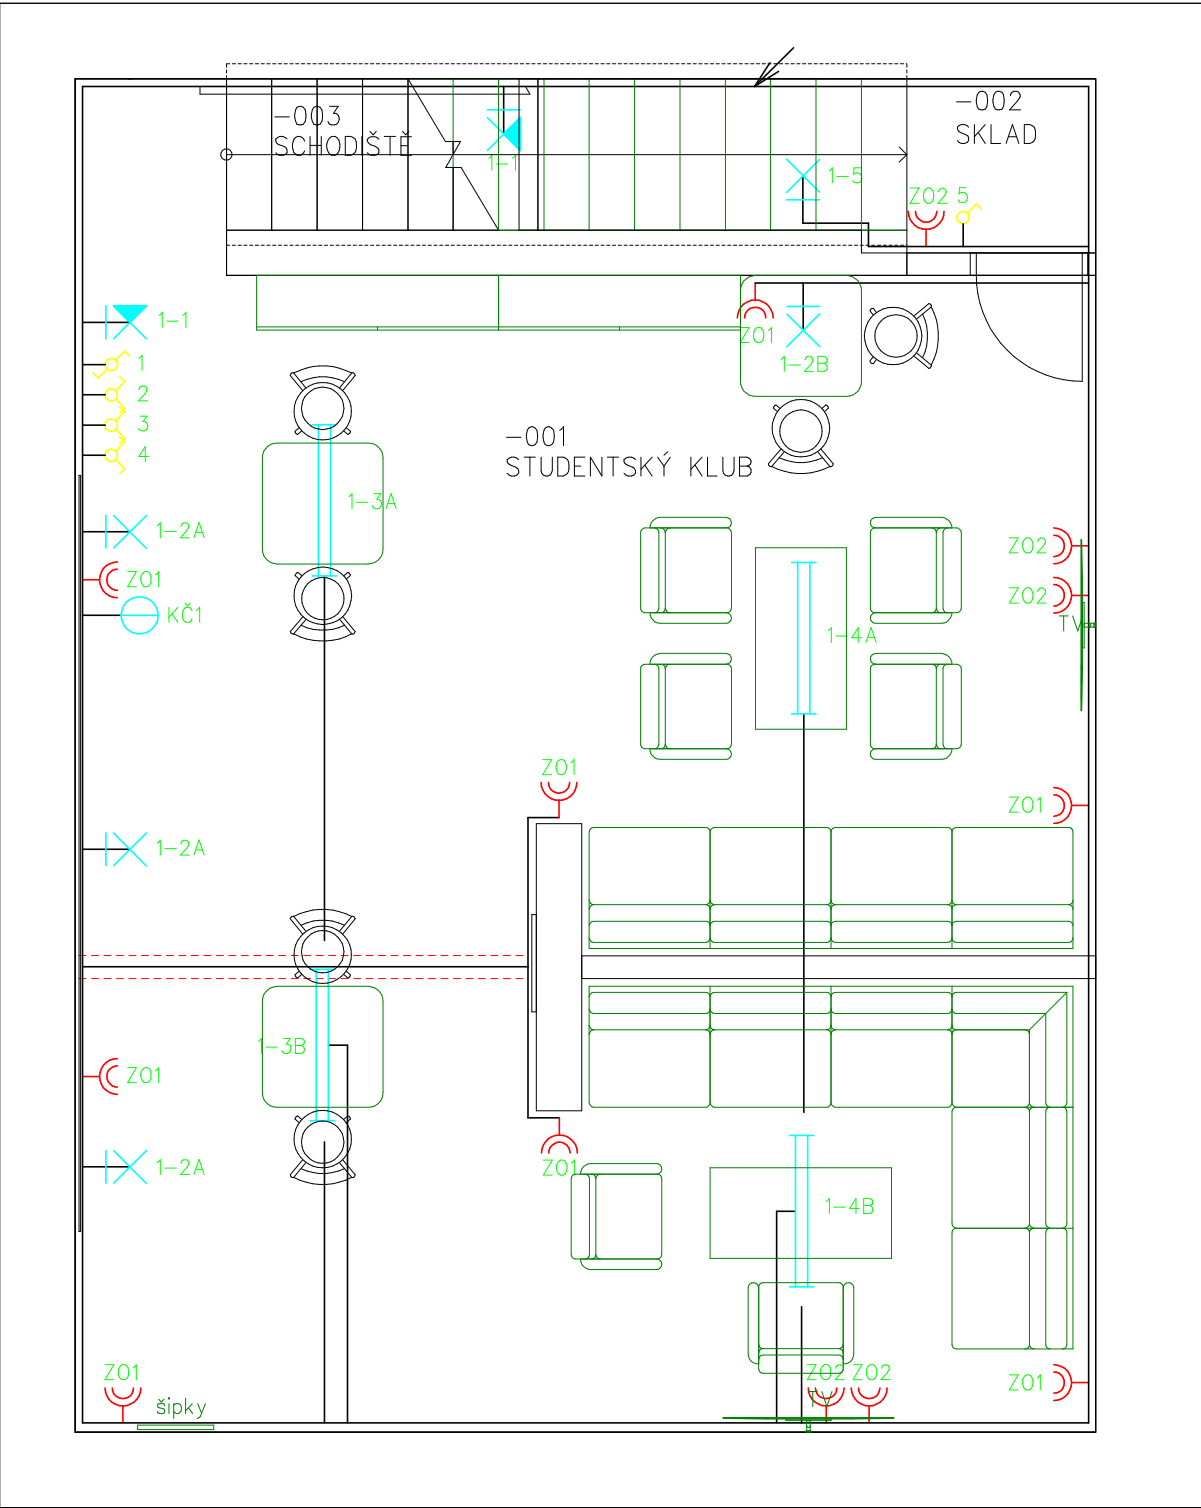 -002
SKLAD
-003
SCHODIŠTĚ
1-1
1-5
ZO2
5
1-1
ZO1
1-2B
1
2
3
4
-001
STUDENTSKÝ KLUB
1-3A
1-2A
ZO2
ZO1
ZO2
KČ1
TV
1-4A
ZO1
ZO1
1-2A
1-3B
ZO1
1-2A
ZO1
1-4B
ZO1
ZO2
ZO2
ZO1
TV
šipky